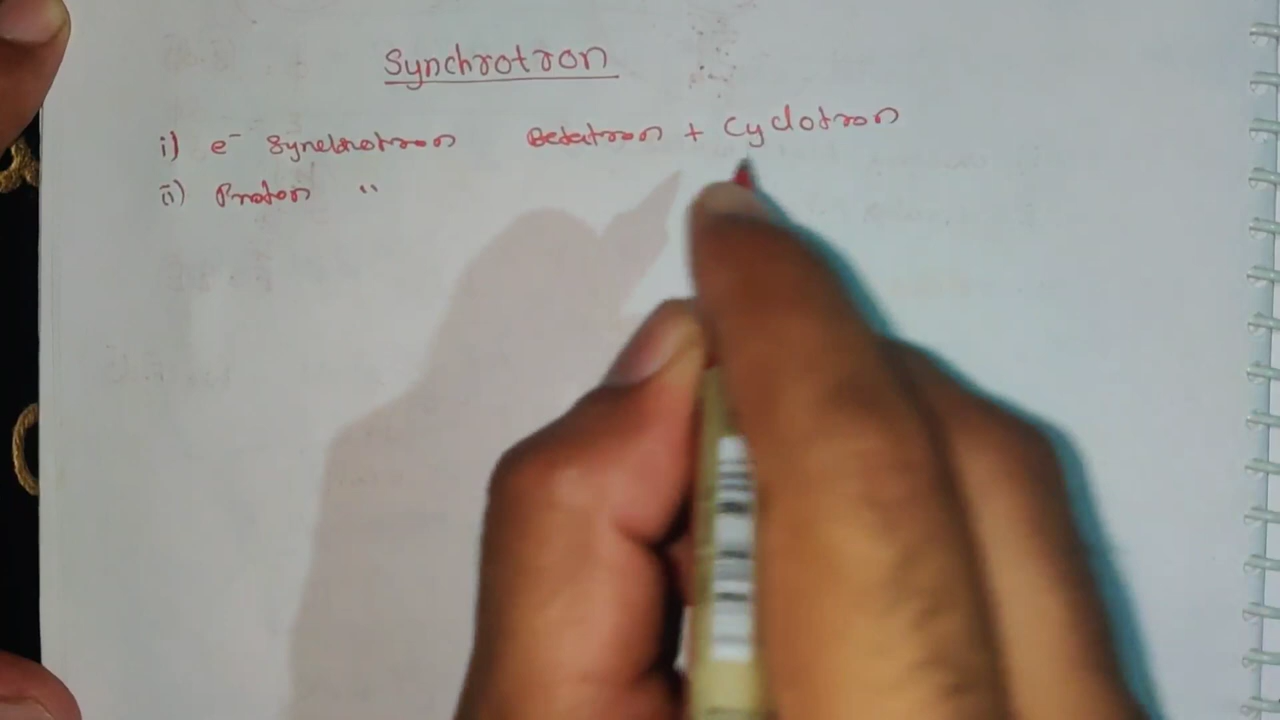 Synchrotron
i) e⁻ Synchrotron Betatron + Cyclotron
ii) Proton "